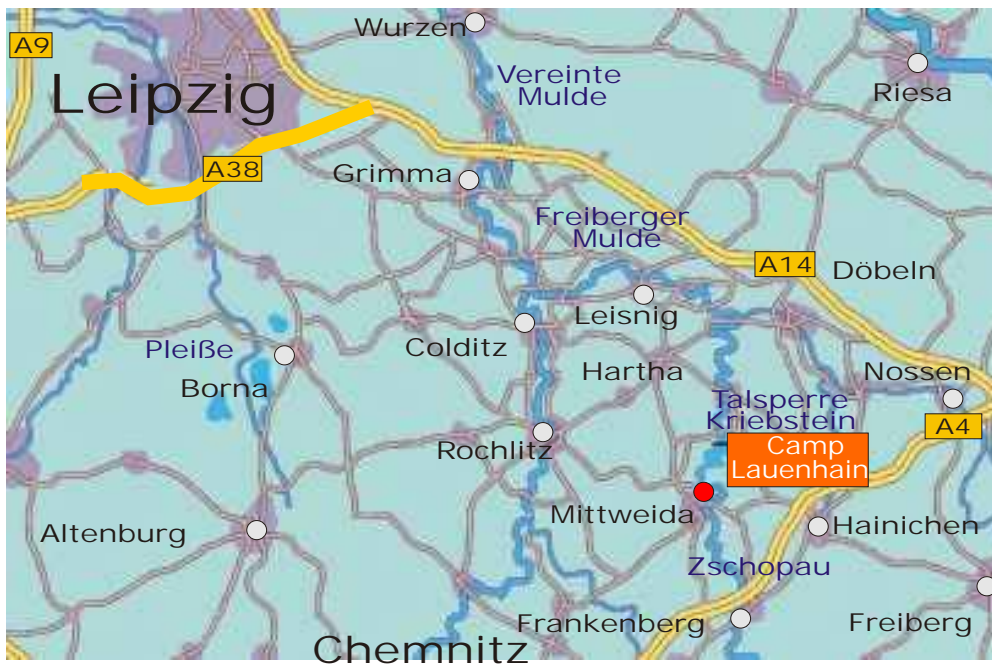 Wurzen
A9
Vereinte
Mulde
Leipzig
Riesa
A38
Grimma
Freiberger
Mulde
A14
Döbeln
Leisnig
Colditz
Pleiße
Borna
Hartha
Nossen
Talsperre
Kriebstein
A4
Rochlitz
Camp
Lauenhain
Mittweida
Altenburg
Hainichen
Zschopau
Frankenberg
Freiberg
Chemnitz